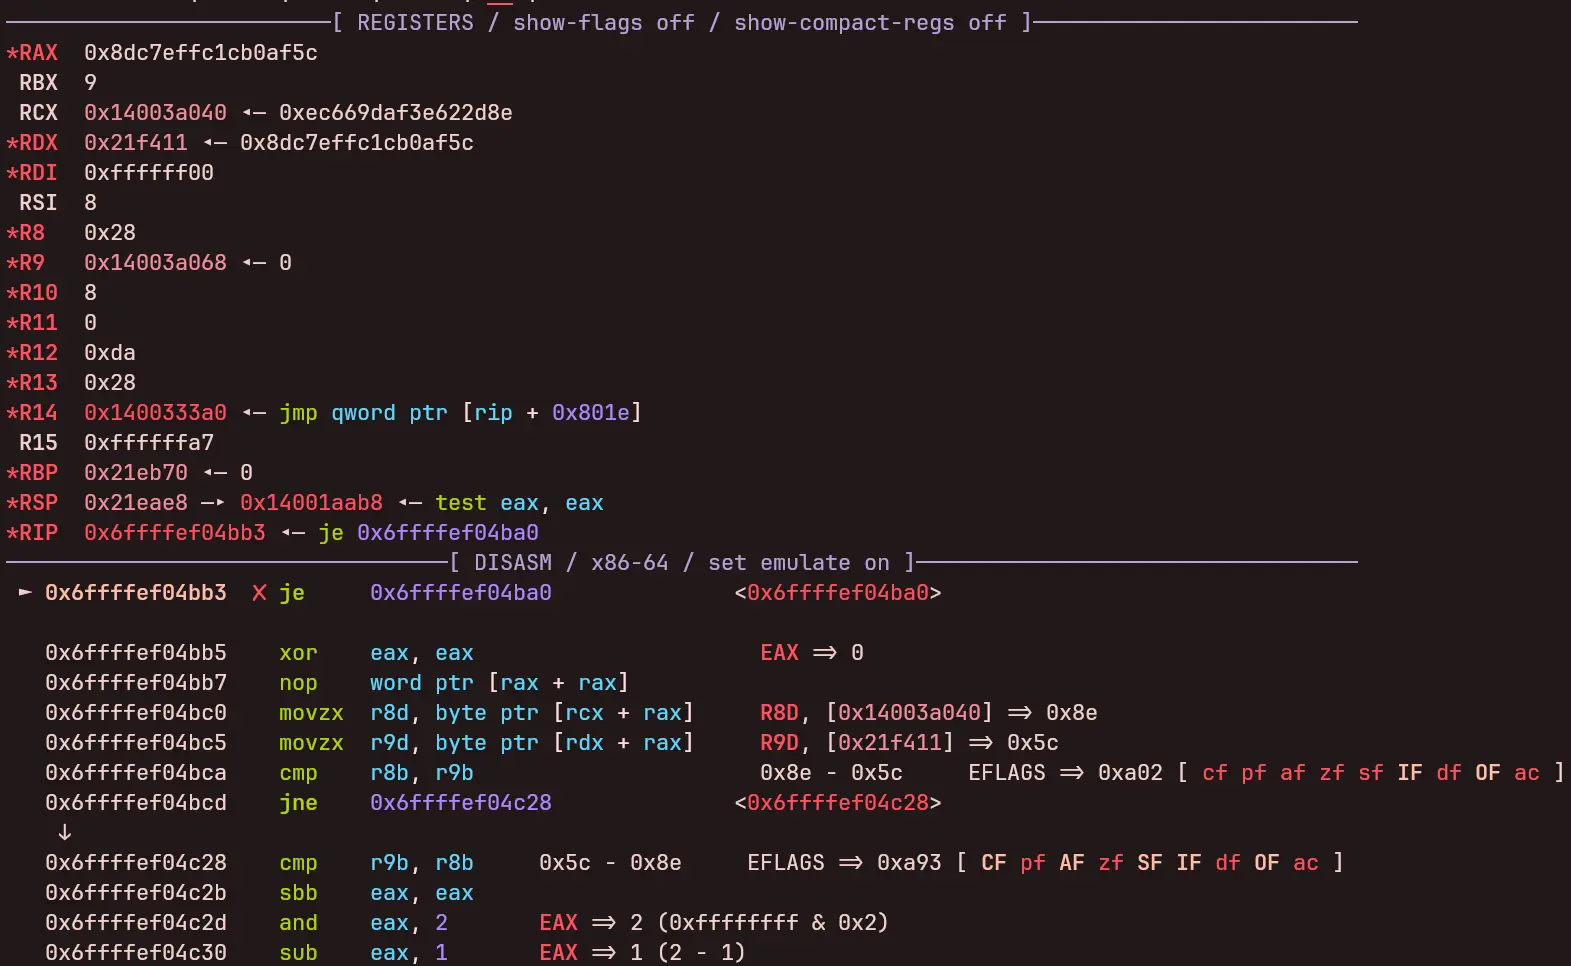 [ REGISTERS / show-flags off / show-compact-regs off ]
*RAX 0x8dc7effc1cb0af5c
RBX 9
RCX 0x14003a040 ◂— 0xec669daf3e622d8e
*RDX 0x21f411 ◂— 0x8dc7effc1cb0af5c
*RDI 0xffffff00
RSI 8
*R8 0x28
*R9 0x14003a068 ◂— 0
*R10 8
*R11 0
*R12 0xda
*R13 0x28
*R14 0x1400333a0 ◂— jmp qword ptr [rip + 0x801e]
R15 0xffffffa7
*RBP 0x21eb70 ◂— 0
*RSP 0x21eae8 —▸ 0x14001aab8 ◂— test eax, eax
*RIP 0x6ffffef04bb3 ◂— je 0x6ffffef04ba0
[ DISASM / x86-64 / set emulate on ]
► 0x6ffffef04bb3 ✘ je 0x6ffffef04ba0 <0x6ffffef04ba0>
0x6ffffef04bb5 xor eax, eax EAX => 0
0x6ffffef04bb7 nop word ptr [rax + rax]
0x6ffffef04bc0 movzx r8d, byte ptr [rcx + rax] R8D, [0x14003a040] => 0x8e
0x6ffffef04bc5 movzx r9d, byte ptr [rdx + rax] R9D, [0x21f411] => 0x5c
0x6ffffef04bca cmp r8b, r9b 0x8e - 0x5c EFLAGS => 0xa02 [ cf pf af zf sf IF df OF ac ]
0x6ffffef04bcd jne 0x6ffffef04c28 <0x6ffffef04c28>
↓
0x6ffffef04c28 cmp r9b, r8b 0x5c - 0x8e EFLAGS => 0xa93 [ CF pf AF zf SF IF df OF ac ]
0x6ffffef04c2b sbb eax, eax
0x6ffffef04c2d and eax, 2 EAX => 2 (0xffffffff & 0x2)
0x6ffffef04c30 sub eax, 1 EAX => 1 (2 - 1)